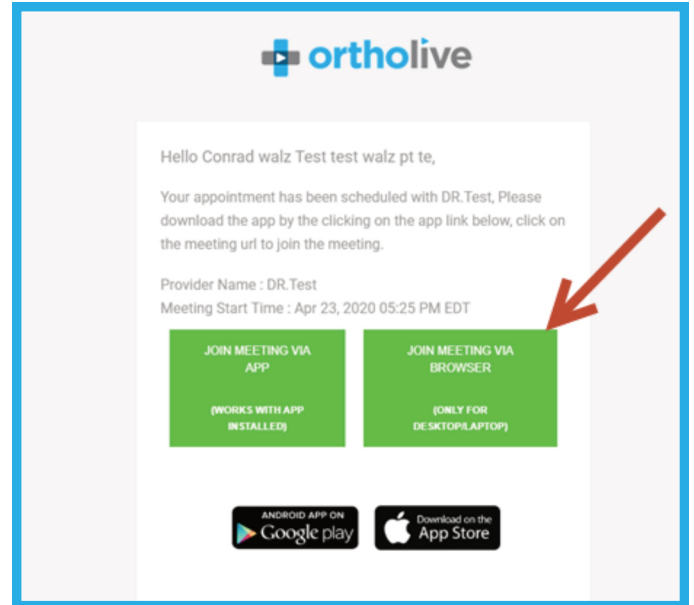 ortholive
Hello Conrad walz Test test walz pt te,
Your appointment has been scheduled with DR.Test, Please
download the app by the clicking on the app link below, click on
the meeting url to join the meeting.
Provider Name : DR.Test
Meeting Start Time : Apr 23, 2020 05:25 PM EDT
JOIN MEETING VIA
APP
(WORKS WITH APP
INSTALLED)
JOIN MEETING VIA
BROWSER
(ONLY FOR
DESKTOP/LAPTOP)
ANDROID APP ON
Google play
Download on the
App Store